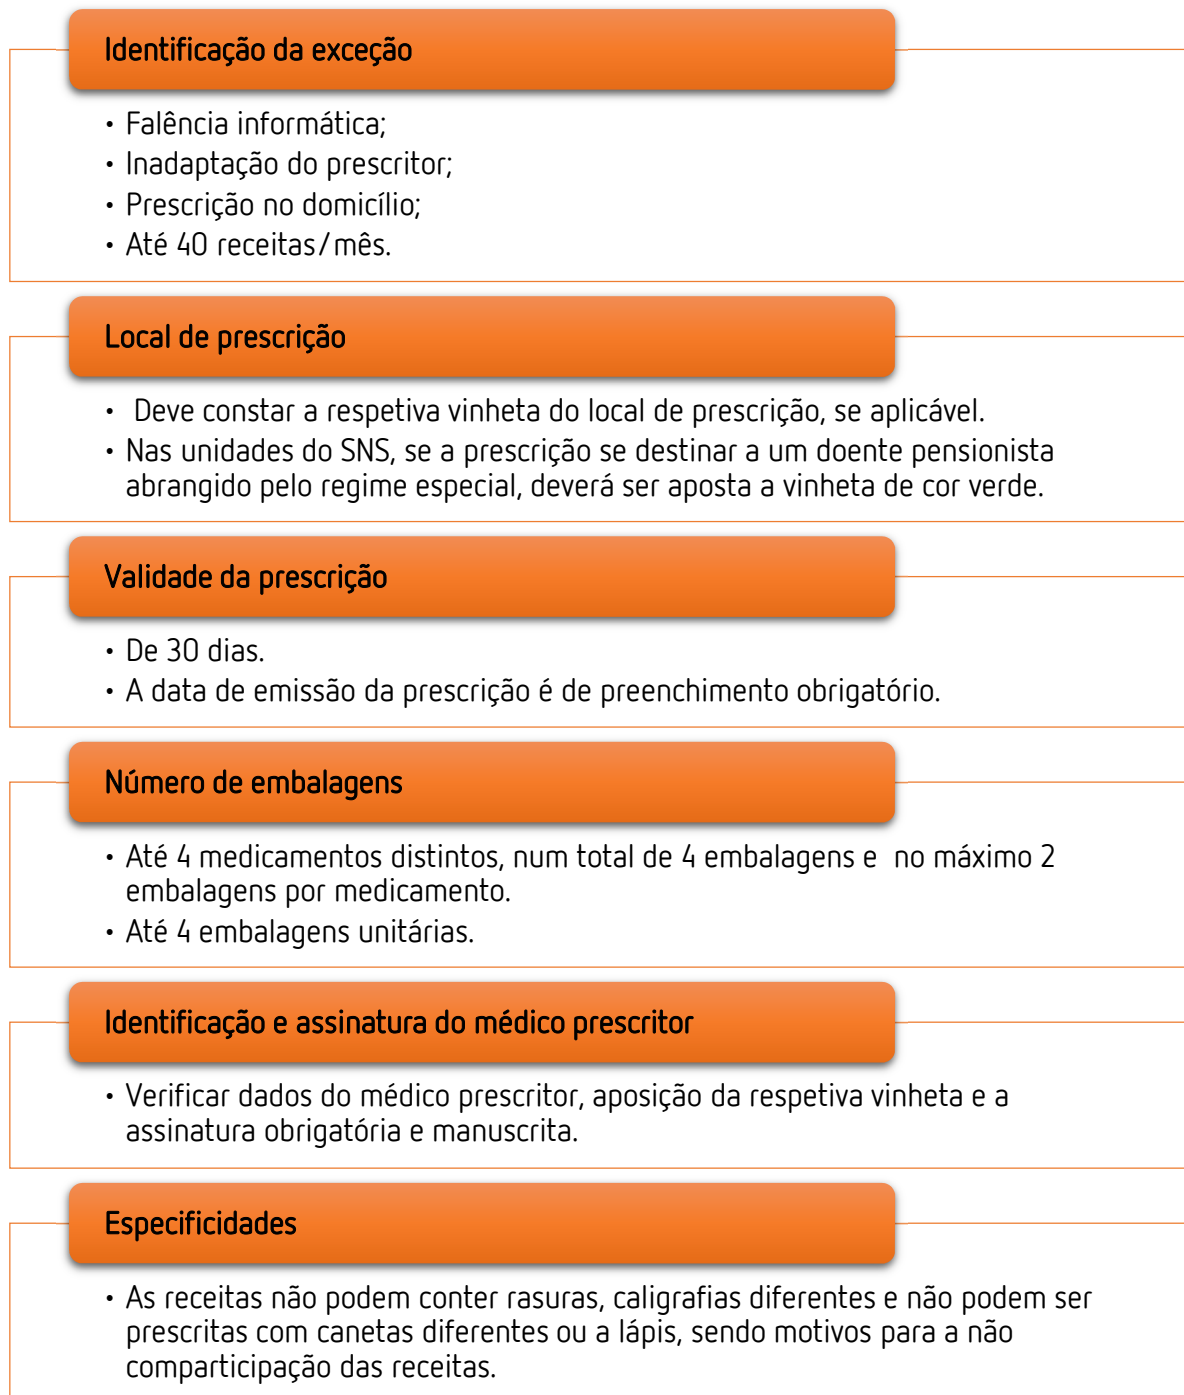 Identificação da exceção
• Falência informática;
• Inadaptação do prescritor;
• Prescrição no domicílio;
• Até 40 receitas/mês.
Local de prescrição
• Deve constar a respetiva vinheta do local de prescrição, se aplicável.
• Nas unidades do SNS, se a prescrição se destinar a um doente pensionista
abrangido pelo regime especial, deverá ser aposta a vinheta de cor verde.
Validade da prescrição
• De 30 dias.
• A data de emissão da prescrição é de preenchimento obrigatório.
Número de embalagens
• Até 4 medicamentos distintos, num total de 4 embalagens e no máximo 2
embalagens por medicamento.
• Até 4 embalagens unitárias.
Identificação e assinatura do médico prescritor
• Verificar dados do médico prescritor, aposição da respetiva vinheta e a
assinatura obrigatória e manuscrita.
Especificidades
• As receitas não podem conter rasuras, caligrafias diferentes e não podem ser
prescritas com canetas diferentes ou a lápis, sendo motivos para a não
comparticipação das receitas.